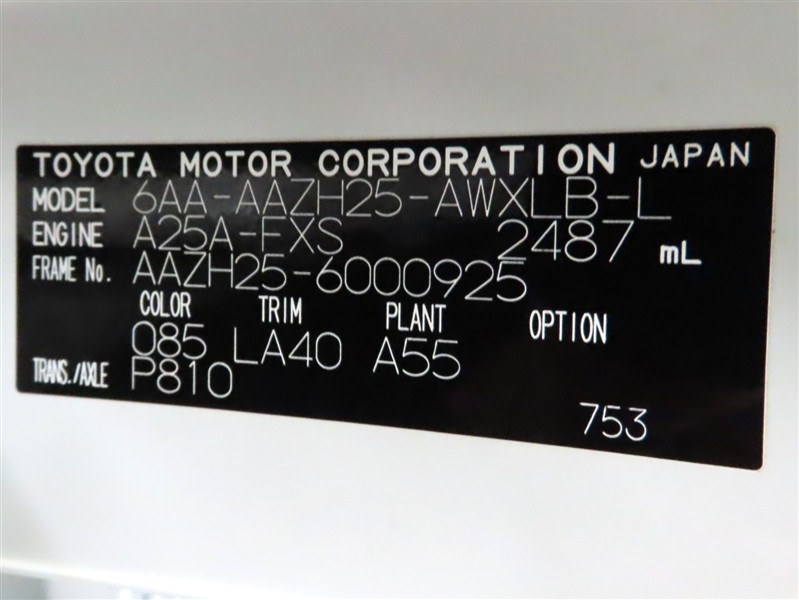 TOYOTA MOTOR CORPORATION JAPAN
MODEL 6AA-AAZH25-AWXLB-L
ENGINE A25A-FXS 2487 mL
FRAME No. AAZH25-6000925
COLOR TRIM PLANT OPTION
085 LA40 A55
TRANS./AXLE P810
753